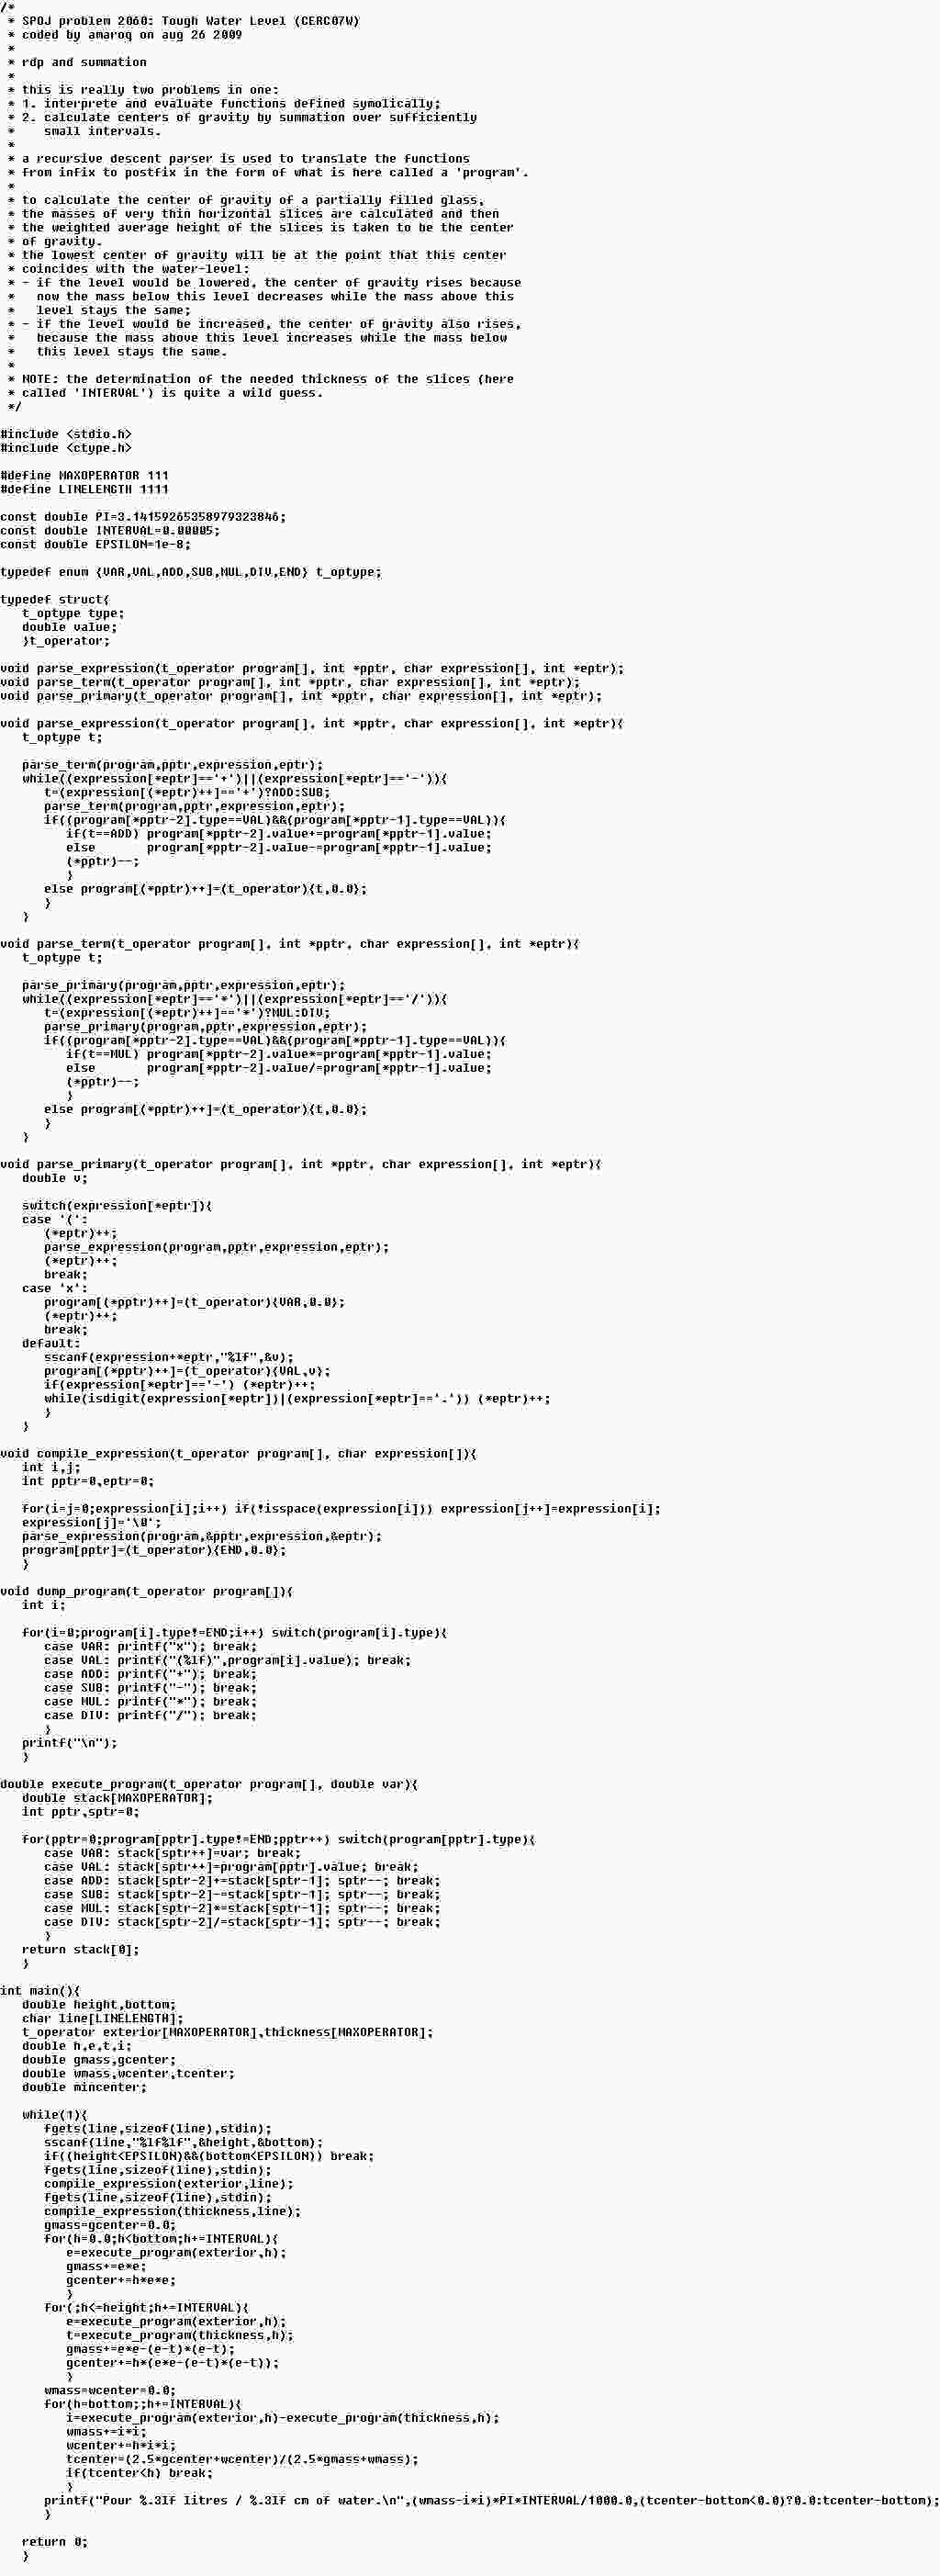 /*
 * SPOJ problem 2060: Tough Water Level (CERC07W)
 * coded by amaroq on aug 26 2009
 *
 * rdp and summation
 *
 * this is really two problems in one:
 * 1. interprete and evaluate functions defined symolically;
 * 2. calculate centers of gravity by summation over sufficiently
 *    small intervals.
 *
 * a recursive descent parser is used to translate the functions
 * from infix to postfix in the form of what is here called a 'program'.
 *
 * to calculate the center of gravity of a partially filled glass,
 * the masses of very thin horizontal slices are calculated and then
 * the weighted average height of the slices is taken to be the center
 * of gravity.
 * the lowest center of gravity will be at the point that this center
 * coincides with the water-level:
 * - if the level would be lowered, the center of gravity rises because
 *   now the mass below this level decreases while the mass above this
 *   level stays the same;
 * - if the level would be increased, the center of gravity also rises,
 *   because the mass above this level increases while the mass below
 *   this level stays the same.
 *
 * NOTE: the determination of the needed thickness of the slices (here
 * called 'INTERVAL') is quite a wild guess.
 */

#include <stdio.h>
#include <ctype.h>

#define MAXOPERATOR 111
#define LINELENGTH 1111

const double PI=3.14159265358979323846;
const double INTERVAL=0.00005;
const double EPSILON=1e-8;

typedef enum {VAR,VAL,ADD,SUB,MUL,DIV,END} t_optype;

typedef struct{
   t_optype type;
   double value;
   }t_operator;

void parse_expression(t_operator program[], int *pptr, char expression[], int *eptr);
void parse_term(t_operator program[], int *pptr, char expression[], int *eptr);
void parse_primary(t_operator program[], int *pptr, char expression[], int *eptr);

void parse_expression(t_operator program[], int *pptr, char expression[], int *eptr){
   t_optype t;

   parse_term(program,pptr,expression,eptr);
   while((expression[*eptr]=='+')||(expression[*eptr]=='-')){
      t=(expression[(*eptr)++]=='+')?ADD:SUB;
      parse_term(program,pptr,expression,eptr);
      if((program[*pptr-2].type==VAL)&&(program[*pptr-1].type==VAL)){
         if(t==ADD) program[*pptr-2].value+=program[*pptr-1].value;
         else       program[*pptr-2].value-=program[*pptr-1].value;
         (*pptr)--;
         }
      else program[(*pptr)++]=(t_operator){t,0.0};
      }
   }

void parse_term(t_operator program[], int *pptr, char expression[], int *eptr){
   t_optype t;

   parse_primary(program,pptr,expression,eptr);
   while((expression[*eptr]=='*')||(expression[*eptr]=='/')){
      t=(expression[(*eptr)++]=='*')?MUL:DIV;
      parse_primary(program,pptr,expression,eptr);
      if((program[*pptr-2].type==VAL)&&(program[*pptr-1].type==VAL)){
         if(t==MUL) program[*pptr-2].value*=program[*pptr-1].value;
         else       program[*pptr-2].value/=program[*pptr-1].value;
         (*pptr)--;
         }
      else program[(*pptr)++]=(t_operator){t,0.0};
      }
   }

void parse_primary(t_operator program[], int *pptr, char expression[], int *eptr){
   double v;

   switch(expression[*eptr]){
   case '(':
      (*eptr)++;
      parse_expression(program,pptr,expression,eptr);
      (*eptr)++;
      break;
   case 'x':
      program[(*pptr)++]=(t_operator){VAR,0.0};
      (*eptr)++;
      break;
   default:
      sscanf(expression+*eptr,"%lf",&v);
      program[(*pptr)++]=(t_operator){VAL,v};
      if(expression[*eptr]=='-') (*eptr)++;
      while(isdigit(expression[*eptr])|(expression[*eptr]=='.')) (*eptr)++;
      }
   }

void compile_expression(t_operator program[], char expression[]){
   int i,j;
   int pptr=0,eptr=0;

   for(i=j=0;expression[i];i++) if(!isspace(expression[i])) expression[j++]=expression[i];
   expression[j]='\0';
   parse_expression(program,&pptr,expression,&eptr);
   program[pptr]=(t_operator){END,0.0};
   }

void dump_program(t_operator program[]){
   int i;

   for(i=0;program[i].type!=END;i++) switch(program[i].type){
      case VAR: printf("x"); break;
      case VAL: printf("(%lf)",program[i].value); break;
      case ADD: printf("+"); break;
      case SUB: printf("-"); break;
      case MUL: printf("*"); break;
      case DIV: printf("/"); break;
      }
   printf("\n");
   }

double execute_program(t_operator program[], double var){
   double stack[MAXOPERATOR];
   int pptr,sptr=0;

   for(pptr=0;program[pptr].type!=END;pptr++) switch(program[pptr].type){
      case VAR: stack[sptr++]=var; break;
      case VAL: stack[sptr++]=program[pptr].value; break;
      case ADD: stack[sptr-2]+=stack[sptr-1]; sptr--; break;
      case SUB: stack[sptr-2]-=stack[sptr-1]; sptr--; break;
      case MUL: stack[sptr-2]*=stack[sptr-1]; sptr--; break;
      case DIV: stack[sptr-2]/=stack[sptr-1]; sptr--; break;
      }
   return stack[0];
   }

int main(){
   double height,bottom;
   char line[LINELENGTH];
   t_operator exterior[MAXOPERATOR],thickness[MAXOPERATOR];
   double h,e,t,i;
   double gmass,gcenter;
   double wmass,wcenter,tcenter;
   double mincenter;

   while(1){
      fgets(line,sizeof(line),stdin);
      sscanf(line,"%lf%lf",&height,&bottom);
      if((height<EPSILON)&&(bottom<EPSILON)) break;
      fgets(line,sizeof(line),stdin);
      compile_expression(exterior,line);
      fgets(line,sizeof(line),stdin);
      compile_expression(thickness,line);
      gmass=gcenter=0.0;
      for(h=0.0;h<bottom;h+=INTERVAL){
         e=execute_program(exterior,h);
         gmass+=e*e;
         gcenter+=h*e*e;
         }
      for(;h<=height;h+=INTERVAL){
         e=execute_program(exterior,h);
         t=execute_program(thickness,h);
         gmass+=e*e-(e-t)*(e-t);
         gcenter+=h*(e*e-(e-t)*(e-t));
         }
      wmass=wcenter=0.0;
      for(h=bottom;;h+=INTERVAL){
         i=execute_program(exterior,h)-execute_program(thickness,h);
         wmass+=i*i;
         wcenter+=h*i*i;
         tcenter=(2.5*gcenter+wcenter)/(2.5*gmass+wmass);
         if(tcenter<h) break;
         }
      printf("Pour %.3lf litres / %.3lf cm of water.\n",(wmass-i*i)*PI*INTERVAL/1000.0,(tcenter-bottom<0.0)?0.0:tcenter-bottom);
      }

   return 0;
   }